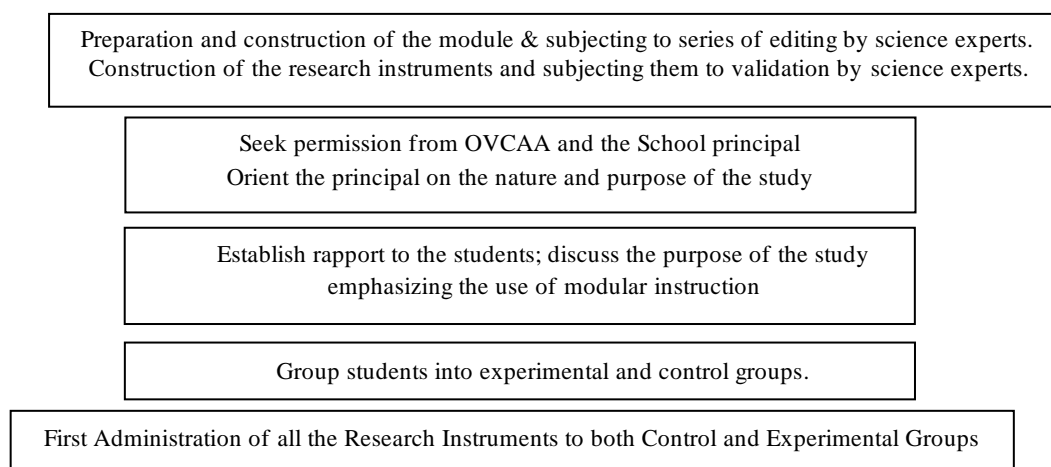 Preparation and construction of the module & subjecting to series of editing by science experts.
Construction of the research instruments and subjecting them to validation by science experts.
Seek permission from OVCAA and the School principal
Orient the principal on the nature and purpose of the study
Establish rapport to the students; discuss the purpose of the study
emphasizing the use of modular instruction
Group students into experimental and control groups.
First Administration of all the Research Instruments to both Control and Experimental Groups